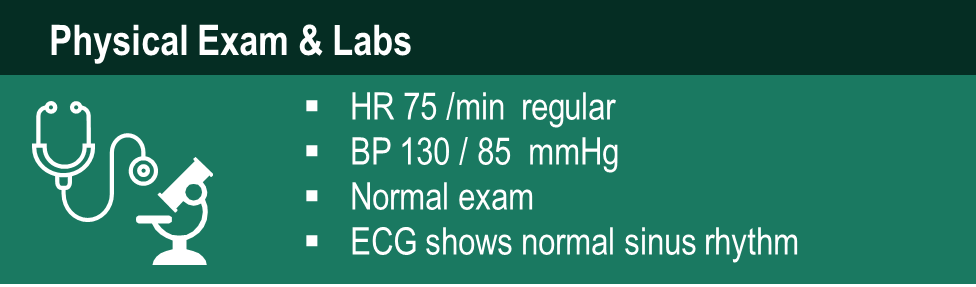 Physical Exam & Labs
▪ HR 75 /min regular
▪ BP 130 / 85 mmHg
▪ Normal exam
▪ ECG shows normal sinus rhythm